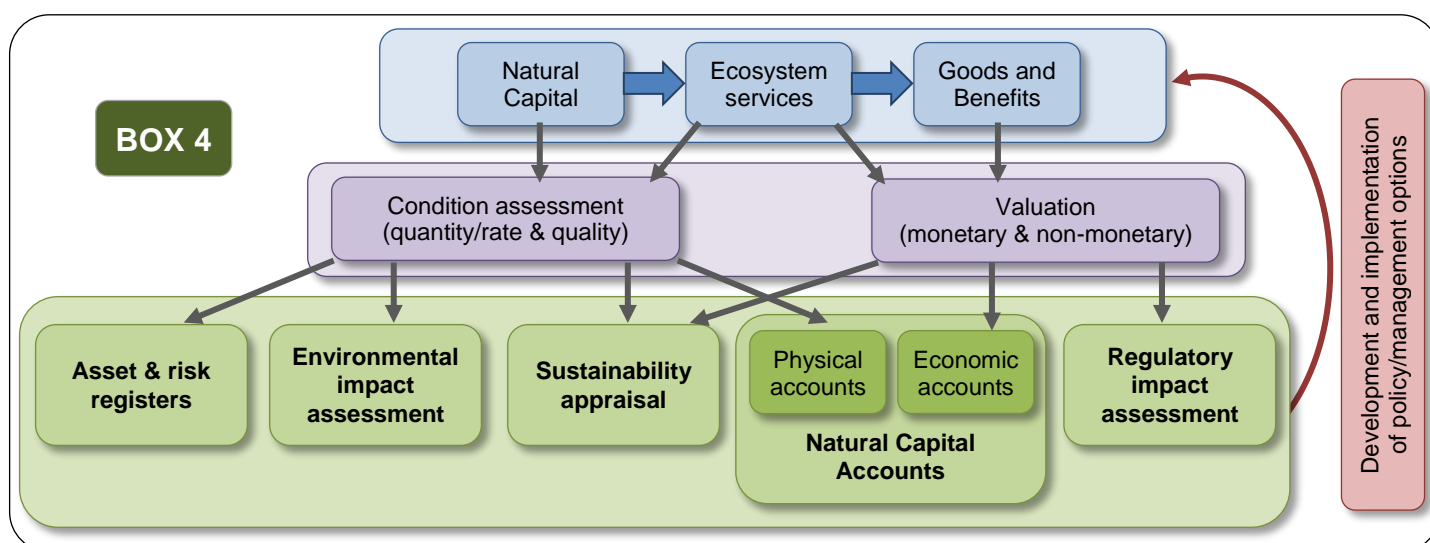 BOX 4
Natural
Capital
Ecosystem
services
Goods and
Benefits
Condition assessment
(quantity/rate & quality)
Valuation
(monetary & non-monetary)
Asset & risk
registers
Environmental
impact
assessment
Sustainability
appraisal
Physical
accounts
Economic
accounts
Natural Capital
Accounts
Regulatory
impact
assessment
Development and implementation
of policy/management options